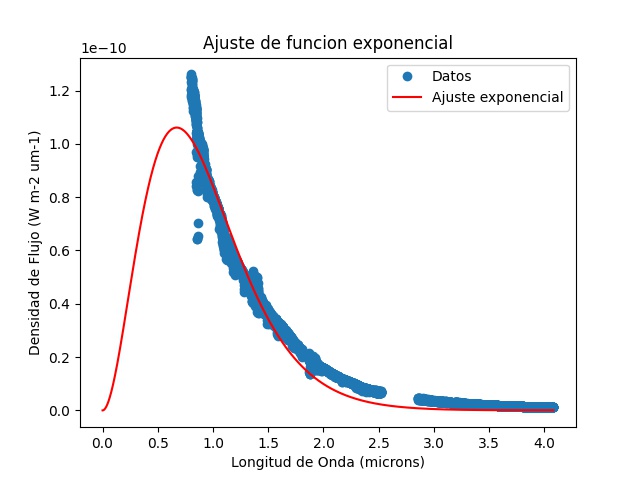 Ajuste de funcion exponencial
1e−10
Datos
Ajuste exponencial
Densidad de Flujo (W m-2 um-1)
1.2
1.0
0.8
0.6
0.4
0.2
0.0
0.0 0.5 1.0 1.5 2.0 2.5 3.0 3.5 4.0
Longitud de Onda (microns)